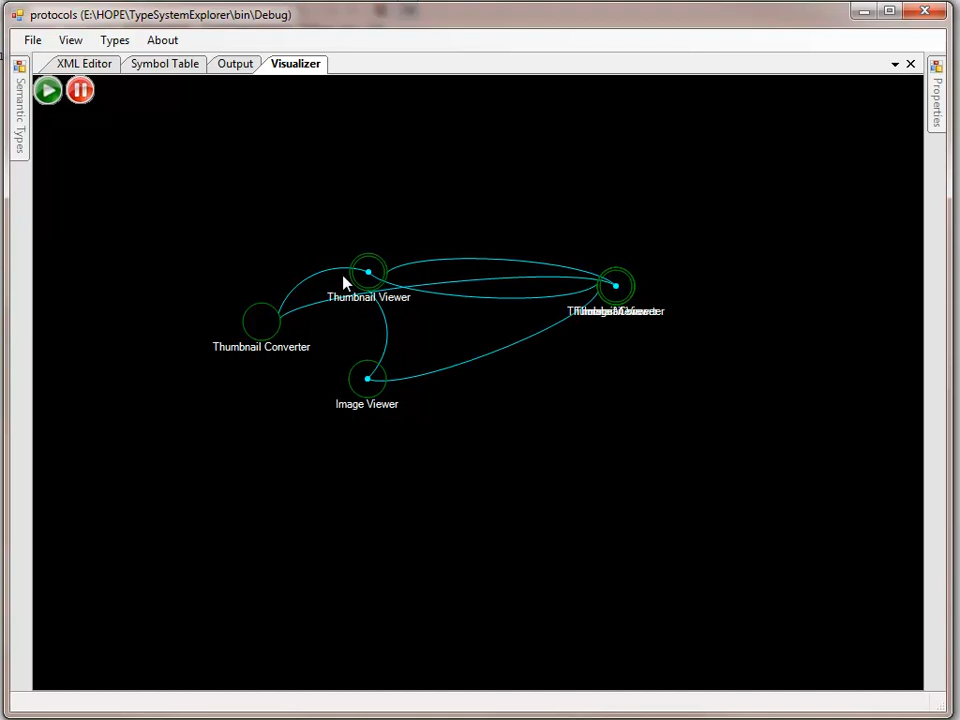 protocols (E:\HOPE\TypeSystemExplorer\bin\Debug)
File View Types About
XML Editor Symbol Table Output Visualizer
Semantic Types
Properties
Thumbnail Viewer
Thumbnail Converter
Image Viewer